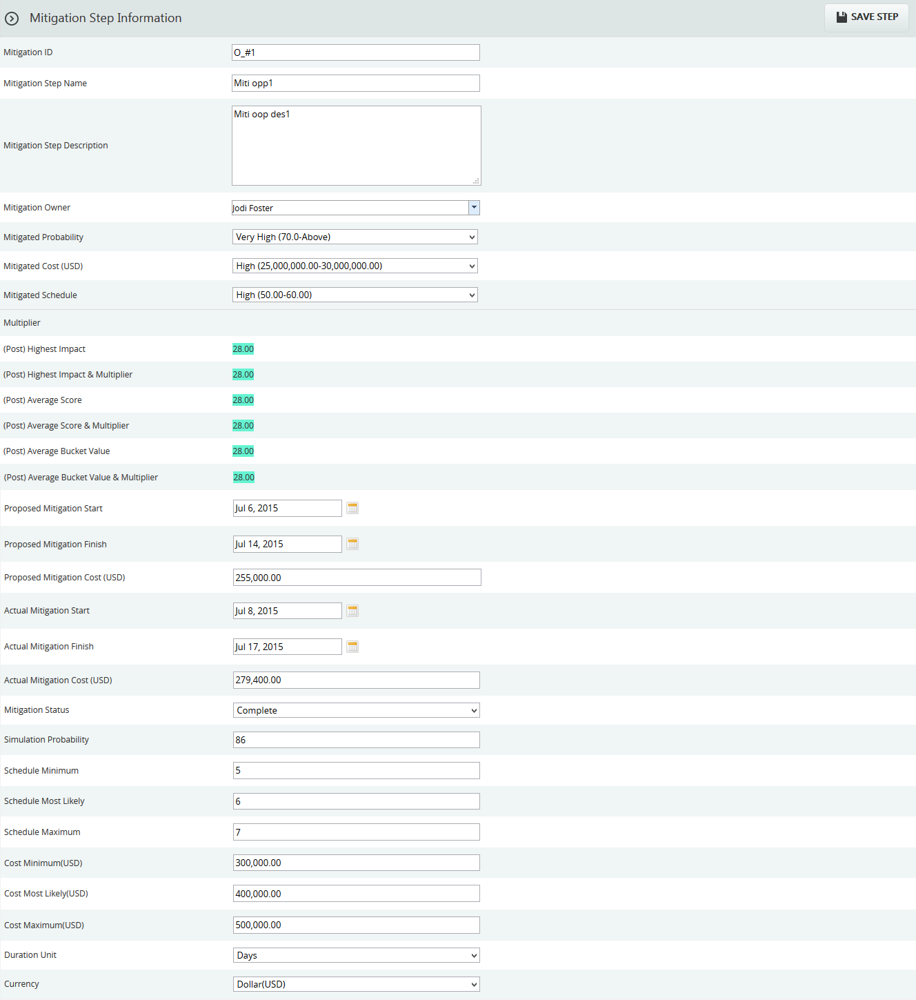 Mitigation Step Information
SAVE STEP
Mitigation ID O_#1
Mitigation Step Name Miti opp1
Mitigation Step Description Miti oop des1
Mitigation Owner Jodi Foster
Mitigated Probability Very High (70.0-Above)
Mitigated Cost (USD) High (25,000,000.00-30,000,000.00)
Mitigated Schedule High (50.00-60.00)
Multiplier
(Post) Highest Impact 28.00
(Post) Highest Impact & Multiplier 28.00
(Post) Average Score 28.00
(Post) Average Score & Multiplier 28.00
(Post) Average Bucket Value 28.00
(Post) Average Bucket Value & Multiplier 28.00
Proposed Mitigation Start Jul 6, 2015
Proposed Mitigation Finish Jul 14, 2015
Proposed Mitigation Cost (USD) 255,000.00
Actual Mitigation Start Jul 8, 2015
Actual Mitigation Finish Jul 17, 2015
Actual Mitigation Cost (USD) 279,400.00
Mitigation Status Complete
Simulation Probability 86
Schedule Minimum 5
Schedule Most Likely 6
Schedule Maximum 7
Cost Minimum(USD) 300,000.00
Cost Most Likely(USD) 400,000.00
Cost Maximum(USD) 500,000.00
Duration Unit Days
Currency Dollar(USD)